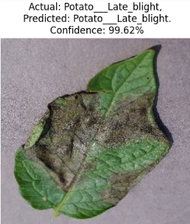 Actual: Potato___Late_blight,
Predicted: Potato___Late_blight.
Confidence: 99.62%